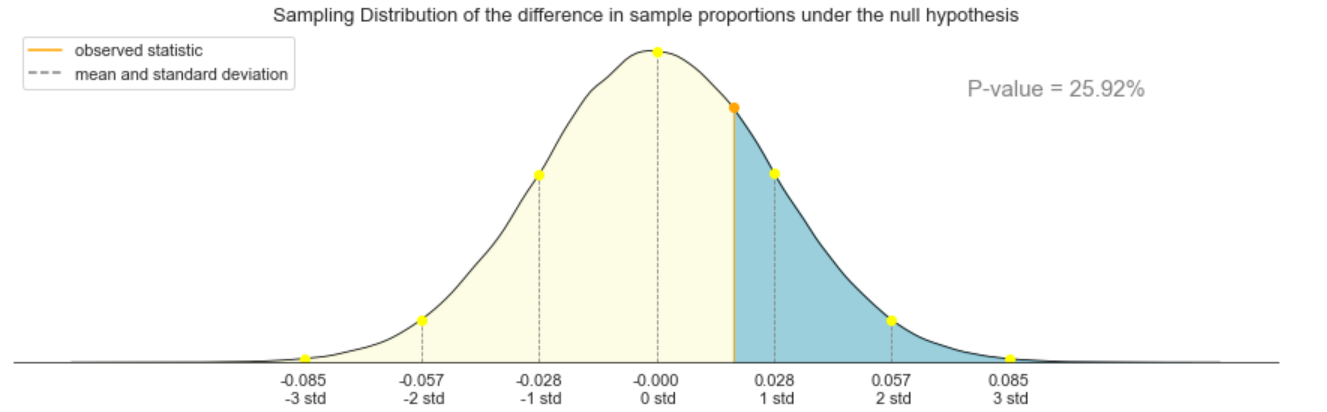 Sampling Distribution of the difference in sample proportions under the null hypothesis
observed statistic
mean and standard deviation
P-value = 25.92%
-0.085 -0.057 -0.028 -0.000 0.028 0.057 0.085
-3 std -2 std -1 std 0 std 1 std 2 std 3 std